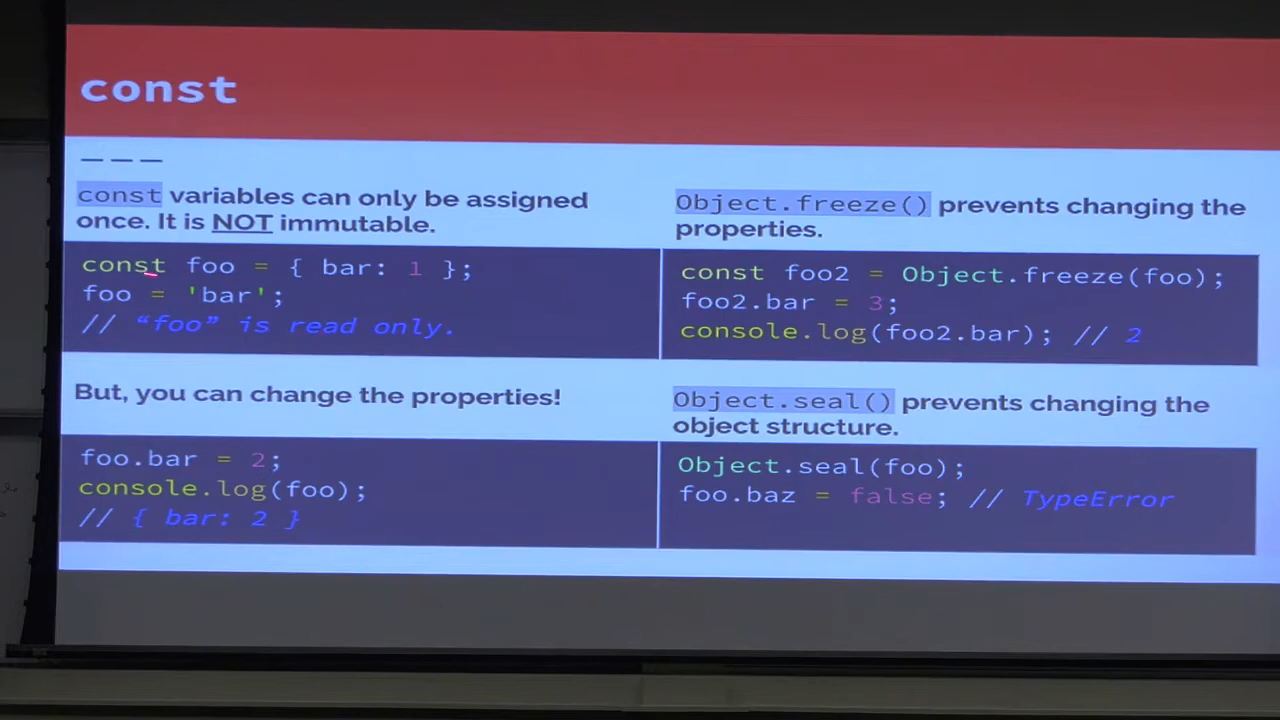 const
const variables can only be assigned
once. It is NOT immutable.
const foo = { bar: 1 };
foo = 'bar';
// “foo” is read only.
But, you can change the properties!
foo.bar = 2;
console.log(foo);
// { bar: 2 }
Object.freeze() prevents changing the
properties.
const foo2 = Object.freeze(foo);
foo2.bar = 3;
console.log(foo2.bar); // 2
Object.seal() prevents changing the
object structure.
Object.seal(foo);
foo.baz = false; // TypeError